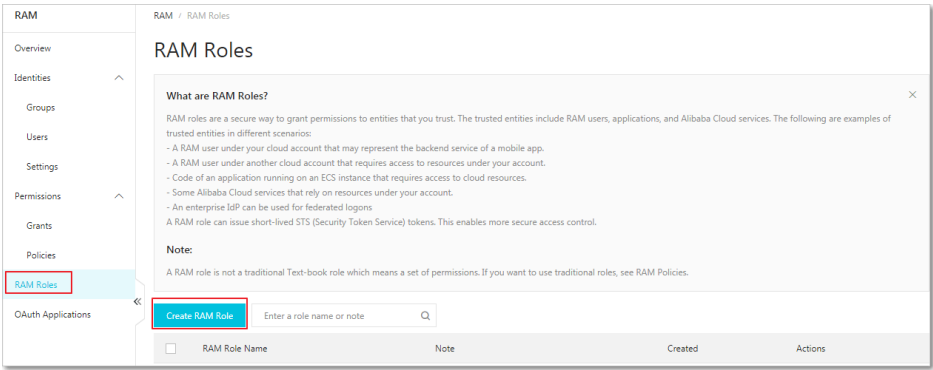 RAM
Overview
Identities
Groups
Users
Settings
Permissions
Grants
Policies
RAM Roles
OAuth Applications
RAM / RAM Roles
RAM Roles
What are RAM Roles?
RAM roles are a secure way to grant permissions to entities that you trust. The trusted entities include RAM users, applications, and Alibaba Cloud services. The following are examples of
trusted entities in different scenarios:
- A RAM user under your cloud account that may represent the backend service of a mobile app.
- A RAM user under another cloud account that requires access to resources under your account.
- Code of an application running on an ECS instance that requires access to cloud resources.
- Some Alibaba Cloud services that rely on resources under your account.
- An enterprise IdP can be used for federated logons
A RAM role can issue short-lived STS (Security Token Service) tokens. This enables more secure access control.
Note:
A RAM role is not a traditional Text-book role which means a set of permissions. If you want to use traditional roles, see RAM Policies.
Create RAM Role
Enter a role name or note
RAM Role Name Note Created Actions